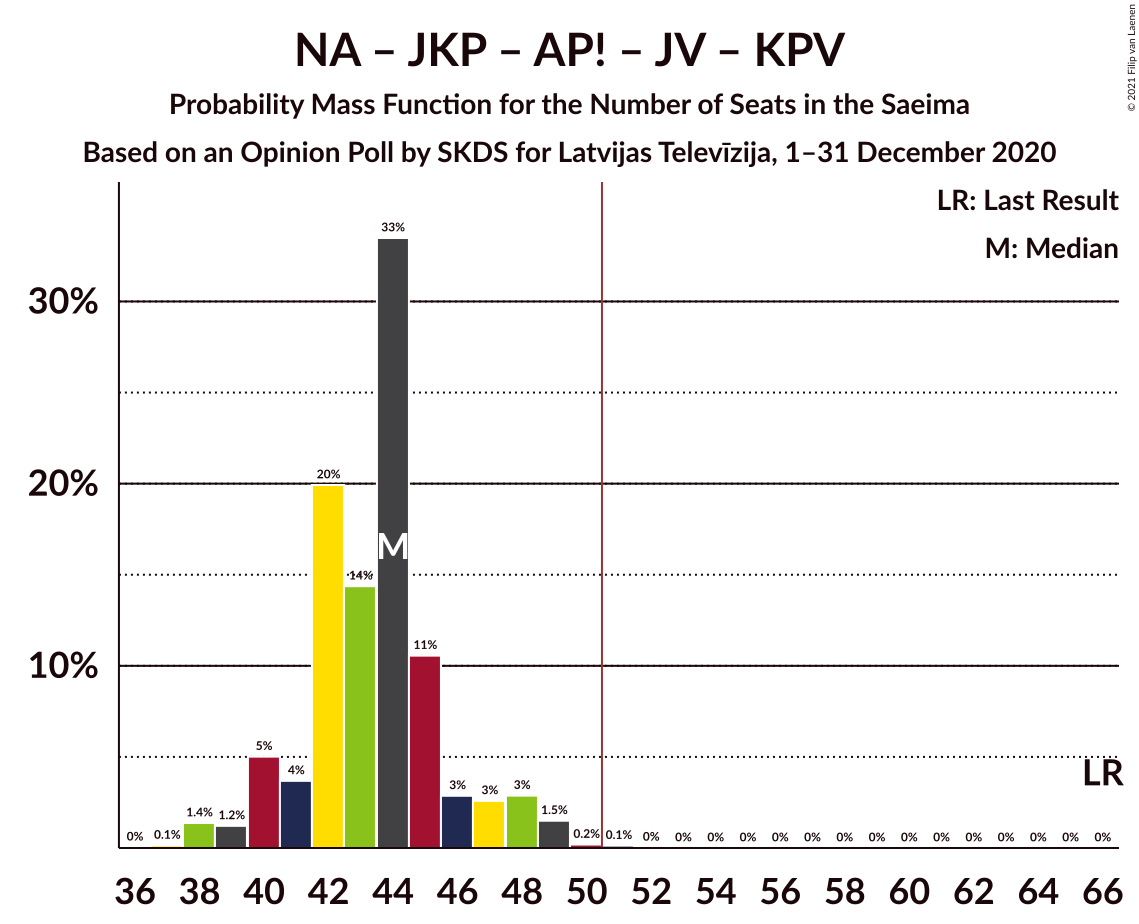 NA – JKP – AP! – JV – KPV
Probability Mass Function for the Number of Seats in the Saeima
Based on an Opinion Poll by SKDS for Latvijas Televīzija, 1–31 December 2020
© 2021 Filip van Laenen
LR: Last Result
M: Median
30%
20%
10%
0% 0.1% 1.4% 1.2% 5% 4% 20% 14% 33% 11% 3% 3% 3% 1.5% 0.2% 0.1% 0% 0% 0% 0% 0% 0% 0% 0% 0% 0% 0% 0% 0% 0% 0%
M
LR
36 38 40 42 44 46 48 50 52 54 56 58 60 62 64 66